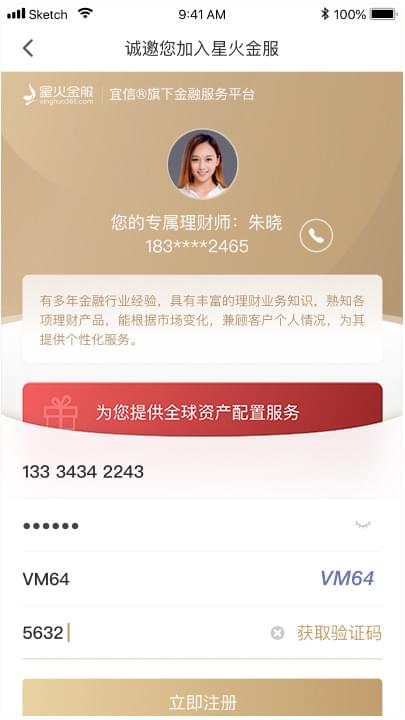 Sketch 9:41 AM 100%
诚邀您加入星火金服
星火金服 宜信®旗下金融服务平台
xinghuo365.com
您的专属理财师：朱晓
183****2465
有多年金融行业经验，具有丰富的理财业务知识，熟知各
项理财产品，能根据市场变化，兼顾客户个人情况，为其
提供个性化服务。
为您提供全球资产配置服务
133 3434 2243
●●●●●●
VM64 VM64
5632 获取验证码
立即注册